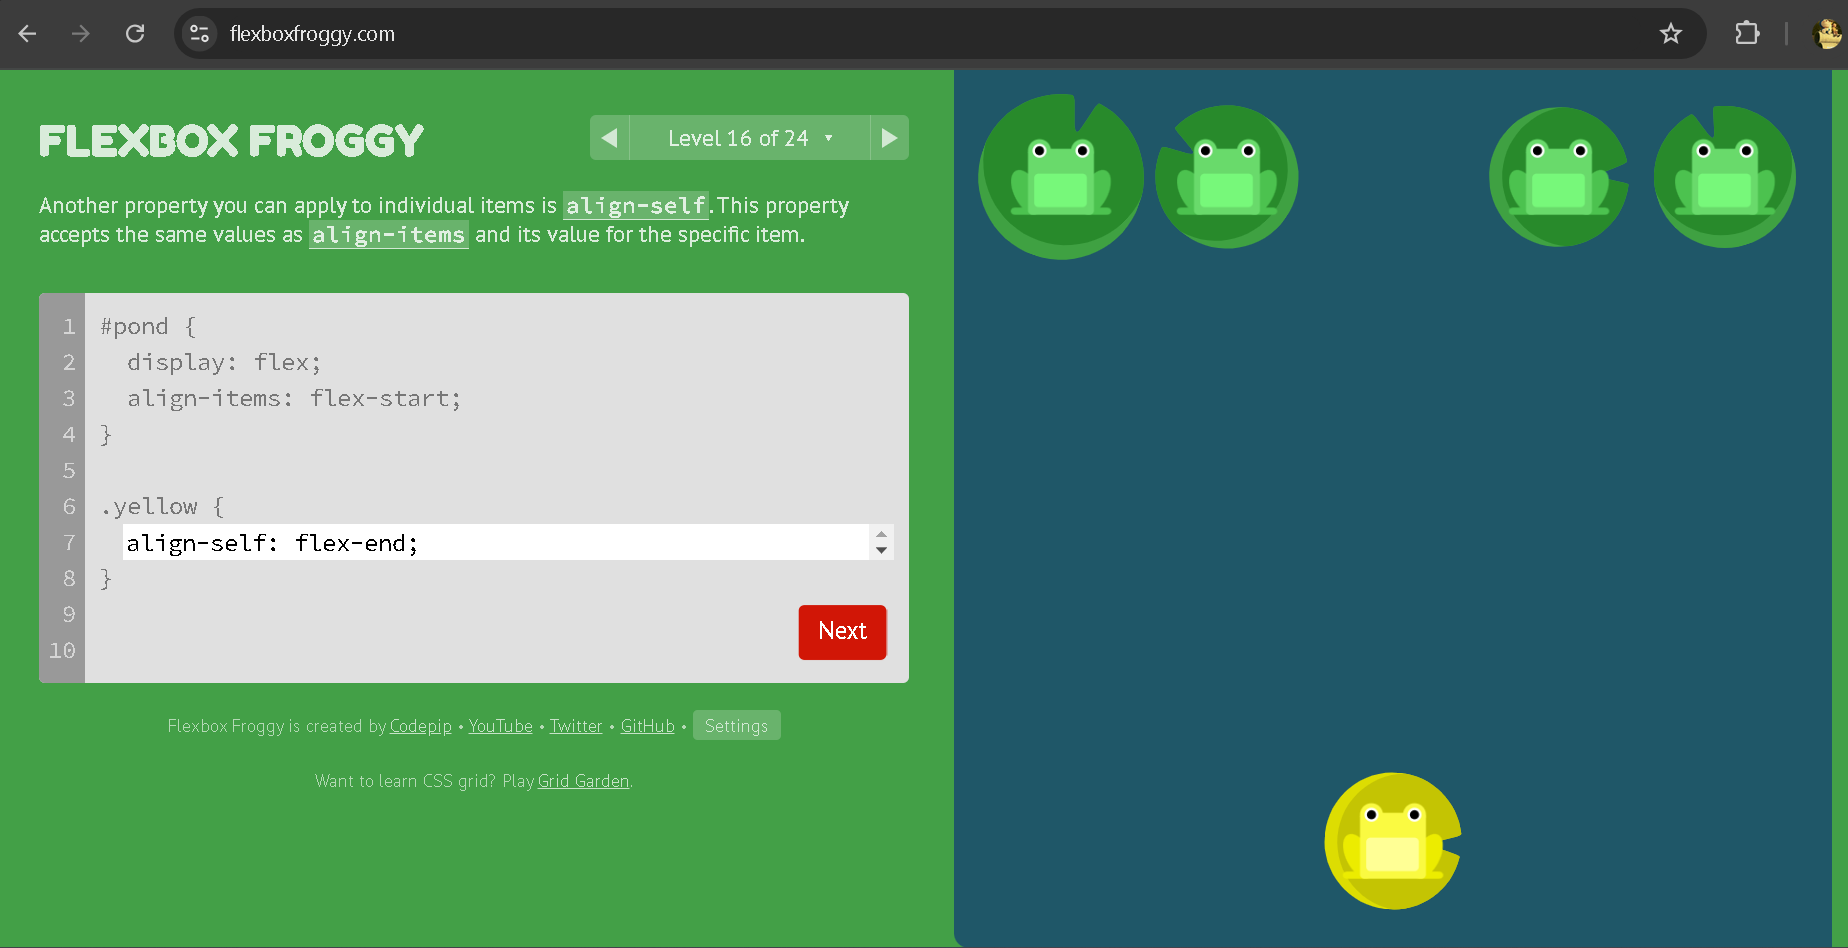 flexboxfroggy.com
FLEXBOX FROGGY
Level 16 of 24
Another property you can apply to individual items is align-self. This property
accepts the same values as align-items and its value for the specific item.
1 #pond {
2 display: flex;
3 align-items: flex-start;
4 }
5
6 .yellow {
7 align-self: flex-end;
8 }
9
10
Next
Flexbox Froggy is created by Codepip • YouTube • Twitter • GitHub • Settings
Want to learn CSS grid? Play Grid Garden.